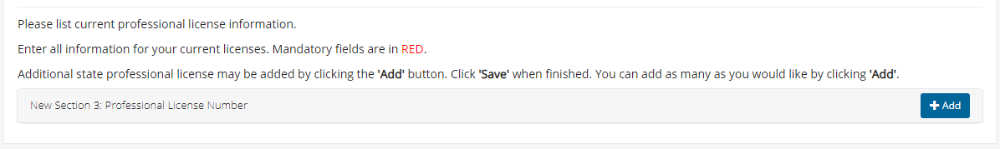 Please list current professional license information.
Enter all information for your current licenses. Mandatory fields are in RED.
Additional state professional license may be added by clicking the 'Add' button. Click 'Save' when finished. You can add as many as you would like by clicking 'Add'.
New Section 3: Professional License Number
Add